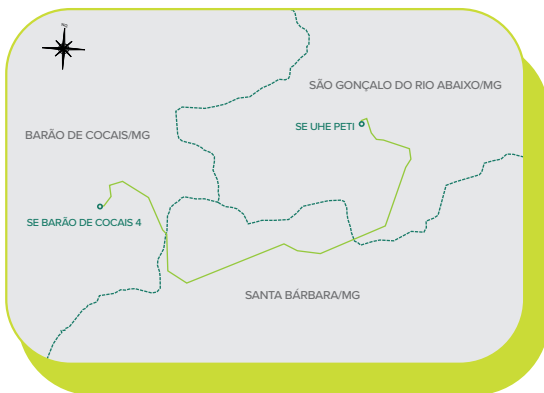 SÃO GONÇALO DO RIO ABAIXO/MG
SE UHE PETI
BARÃO DE COCAIS/MG
SE BARÃO DE COCAIS 4
SANTA BÁRBARA/MG